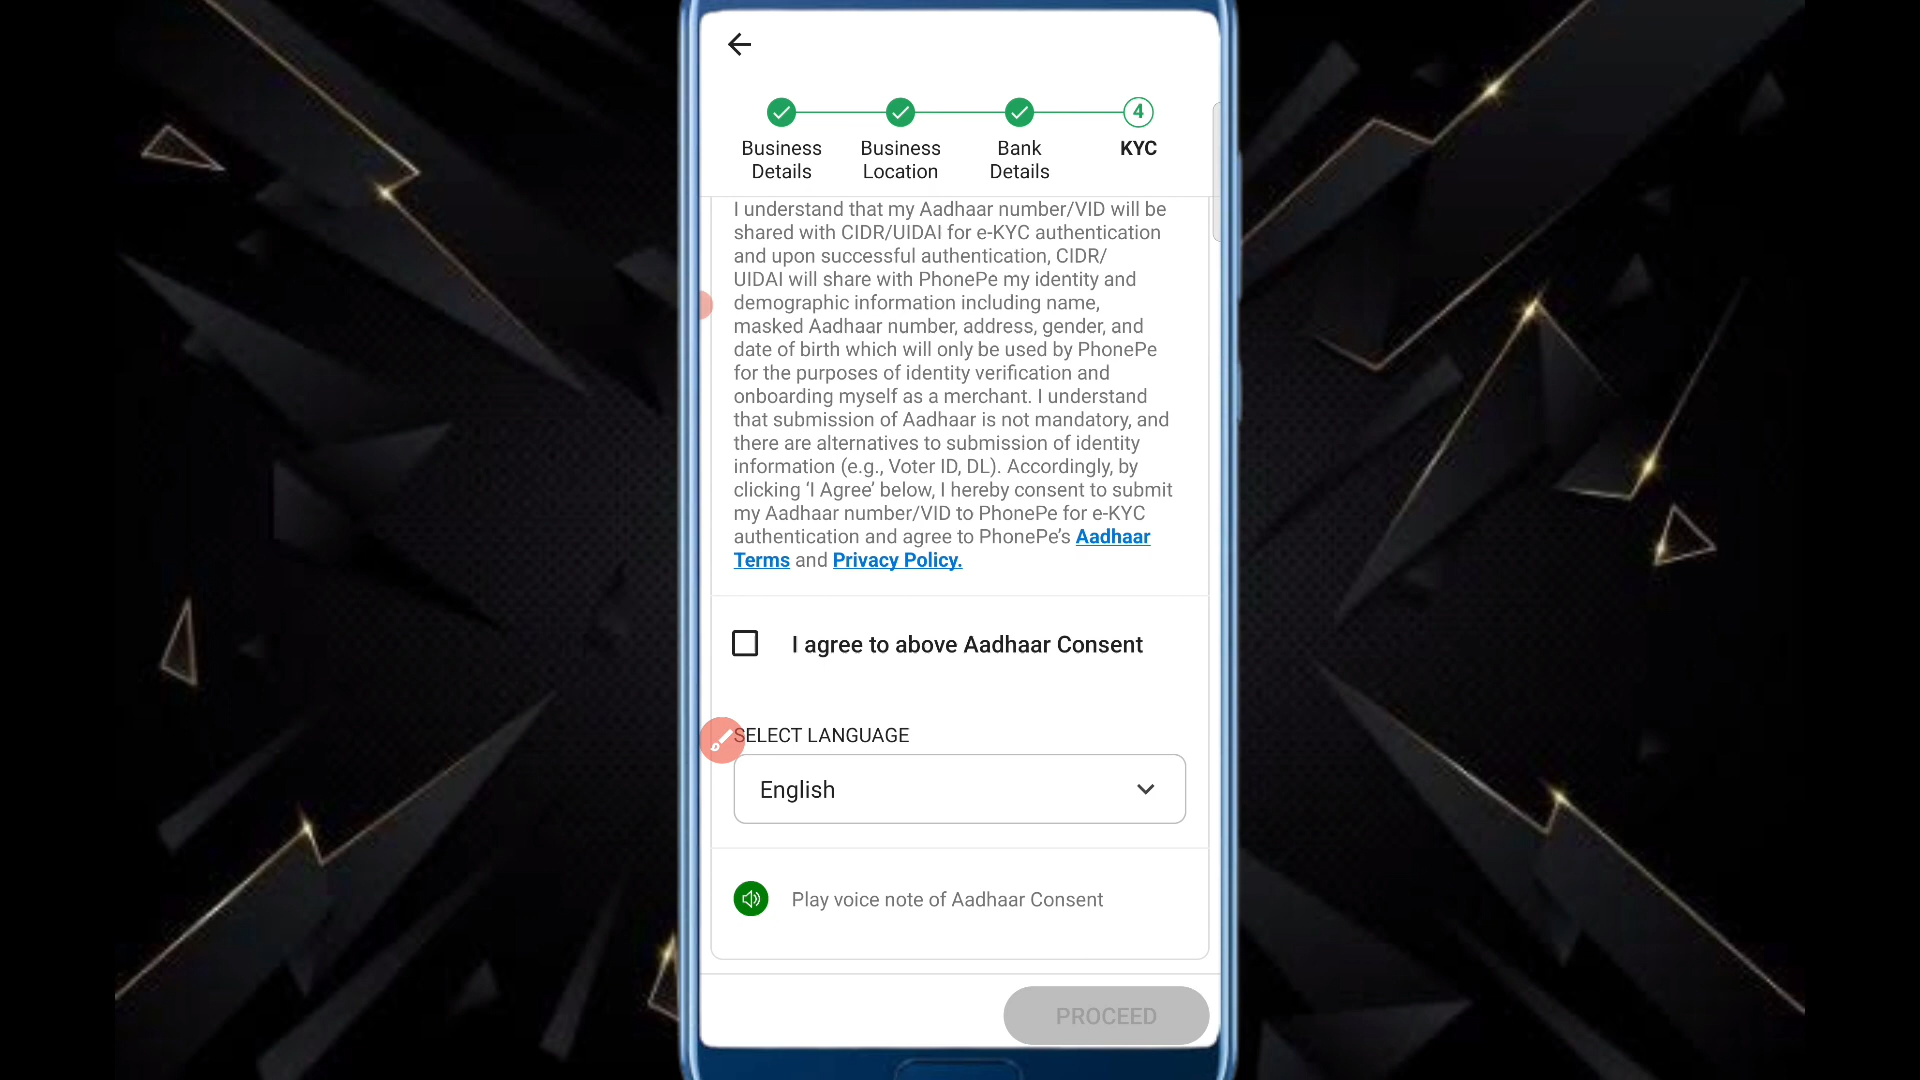 4
Business Business Bank KYC
Details Location Details
I understand that my Aadhaar number/VID will be
shared with CIDR/UIDAI for e-KYC authentication
and upon successful authentication, CIDR/
UIDAI will share with PhonePe my identity and
demographic information including name,
masked Aadhaar number, address, gender, and
date of birth which will only be used by PhonePe
for the purposes of identity verification and
onboarding myself as a merchant. I understand
that submission of Aadhaar is not mandatory, and
there are alternatives to submission of identity
information (e.g., Voter ID, DL). Accordingly, by
clicking ‘I Agree’ below, I hereby consent to submit
my Aadhaar number/VID to PhonePe for e-KYC
authentication and agree to PhonePe’s Aadhaar
Terms and Privacy Policy.
I agree to above Aadhaar Consent
SELECT LANGUAGE
English
Play voice note of Aadhaar Consent
PROCEED